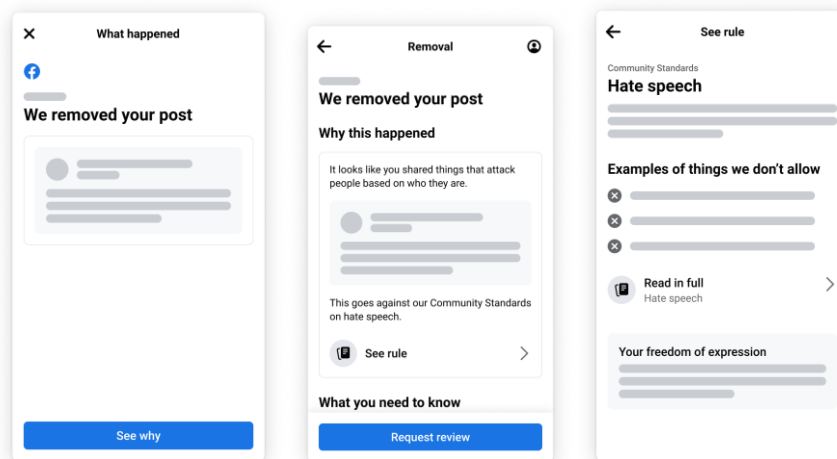 What happened
We removed your post
See why
Removal
We removed your post
Why this happened
It looks like you shared things that attack
people based on who they are.
This goes against our Community Standards
on hate speech.
See rule
What you need to know
Request review
See rule
Community Standards
Hate speech
Examples of things we don’t allow
Read in full
Hate speech
Your freedom of expression